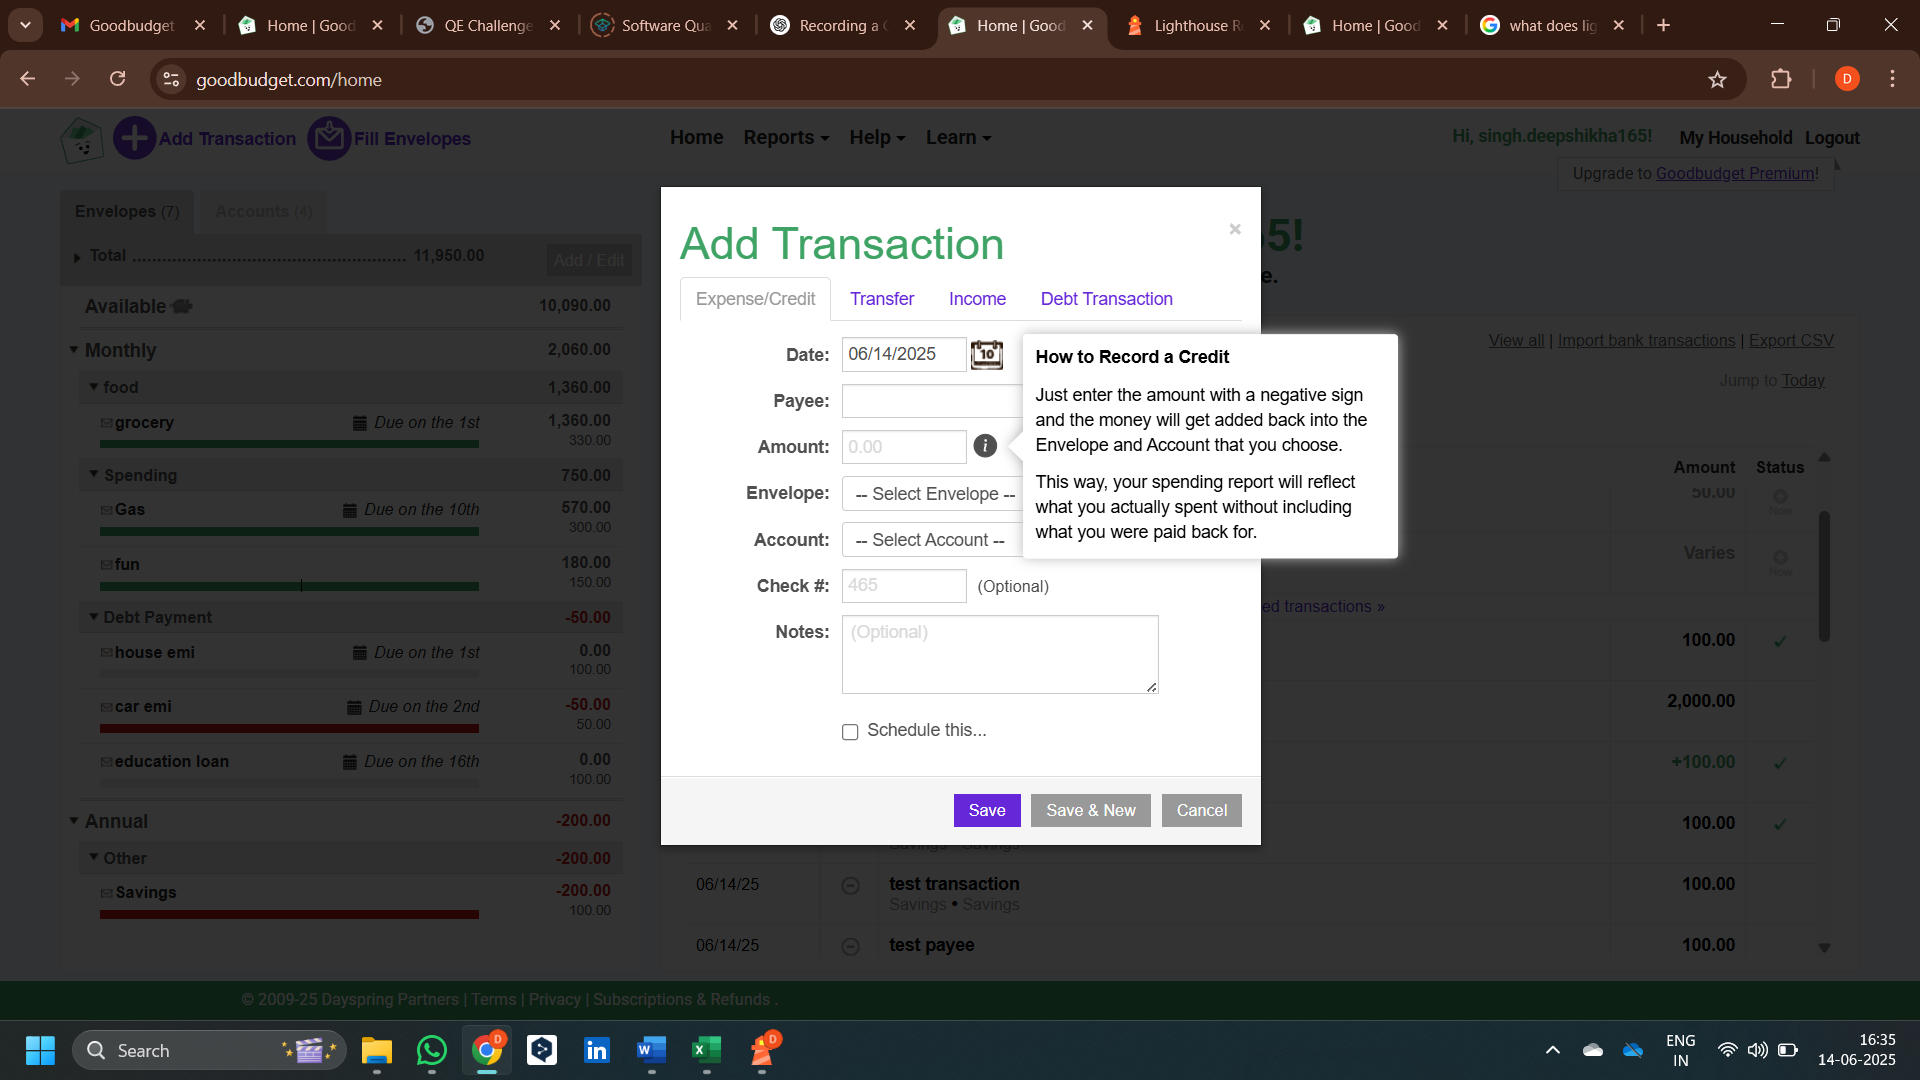 Goodbudget
Home | Good
QE Challenge
Software Qua
Recording a C
Home | Good
Lighthouse R
Home | Good
what does lig
goodbudget.com/home
D
Add Transaction
Fill Envelopes
Home
Reports
Help
Learn
Hi, singh.deepshikha165!
My Household
Logout
Upgrade to Goodbudget Premium!
Envelopes (7)
Accounts (4)
Total ................................................. 11,950.00
Add / Edit
Available 10,090.00
Monthly 2,060.00
food 1,360.00
grocery Due on the 1st 1,360.00
330.00
Spending 750.00
Gas Due on the 10th 570.00
300.00
fun 180.00
150.00
Debt Payment -50.00
house emi Due on the 1st 0.00
100.00
car emi Due on the 2nd -50.00
50.00
education loan Due on the 16th 0.00
100.00
Annual -200.00
Other -200.00
Savings -200.00
100.00
65!
e.
Add Transaction
×
Expense/Credit
Transfer
Income
Debt Transaction
Date: 06/14/2025
10
Payee:
Amount: 0.00
i
Envelope: -- Select Envelope --
Account: -- Select Account --
Check #: 465 (Optional)
Notes: (Optional)
Schedule this...
Save
Save & New
Cancel
How to Record a Credit
Just enter the amount with a negative sign
and the money will get added back into the
Envelope and Account that you choose.
This way, your spending report will reflect
what you actually spent without including
what you were paid back for.
View all | Import bank transactions | Export CSV
Jump to Today
Amount Status
50.00
Now
Varies
Now
ed transactions »
100.00
2,000.00
+100.00
100.00
Savings • Savings
06/14/25 test transaction 100.00
Savings • Savings
06/14/25 test payee 100.00
© 2009-25 Dayspring Partners | Terms | Privacy | Subscriptions & Refunds .
Search
D
D
ENG
IN
16:35
14-06-2025